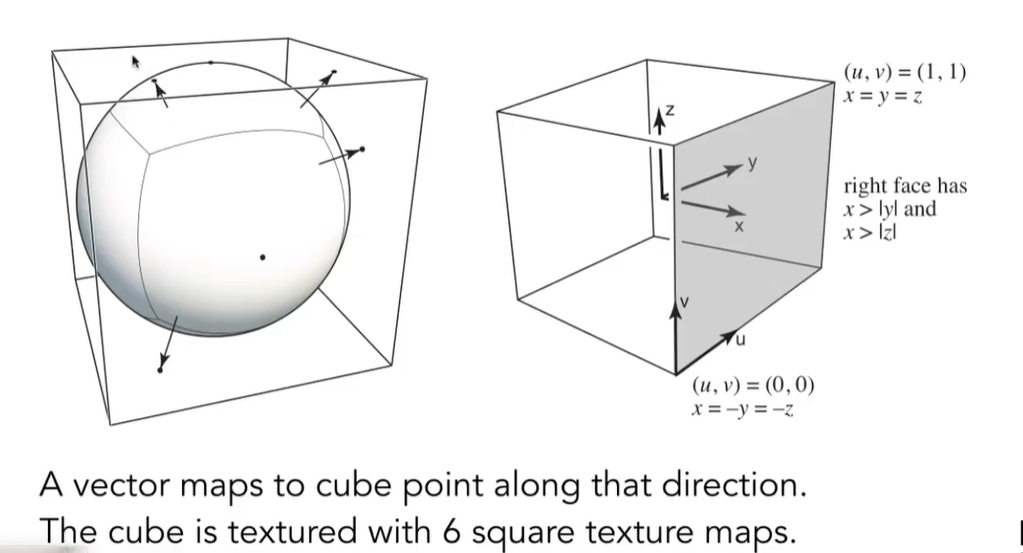 (u, v) = (1, 1)
x = y = z
z
y
x
right face has
x > |y| and
x > |z|
v
u
(u, v) = (0, 0)
x = –y = –z
A vector maps to cube point along that direction.
The cube is textured with 6 square texture maps.